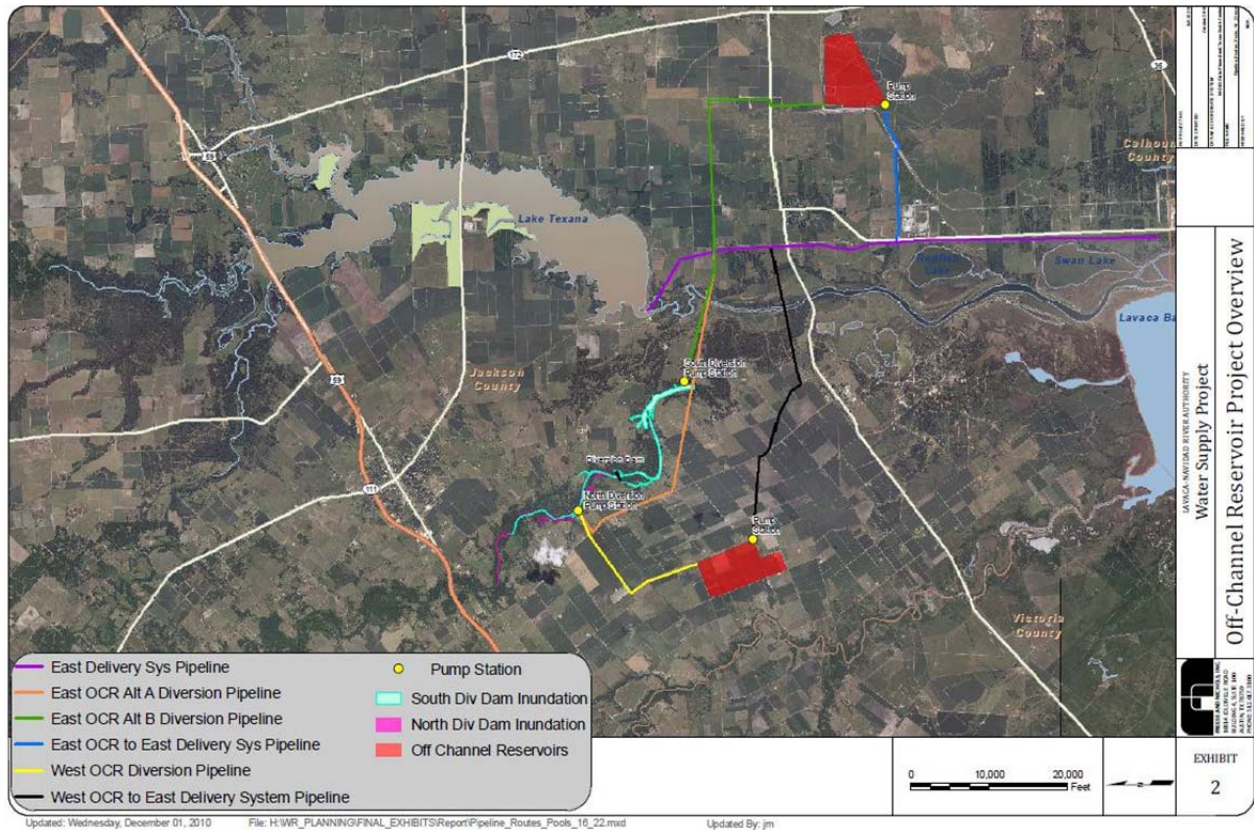 172
35
59
Calhoun
County
Pump
Station
Lake Texana
Redfish
Lake
Swan Lake
Lavaca Ba
South Diversion
Pump Station
Jackson
County
59
Diversion Dam
111
North Diversion
Pump Station
Pump
Station
Victoria
County
East Delivery Sys Pipeline
East OCR Alt A Diversion Pipeline
East OCR Alt B Diversion Pipeline
East OCR to East Delivery Sys Pipeline
West OCR Diversion Pipeline
West OCR to East Delivery System Pipeline
Pump Station
South Div Dam Inundation
North Div Dam Inundation
Off Channel Reservoirs
0 10,000 20,000
Feet
LAVACA-NAVIDAD RIVER AUTHORITY
Water Supply Project
Off-Channel Reservoir Project Overview
EXHIBIT
2
Updated: Wednesday, December 01, 2010 File: H:\WR_PLANNING\FINAL_EXHIBITS\Report\Pipeline_Routes_Pools_16_22.mxd Updated By: jm